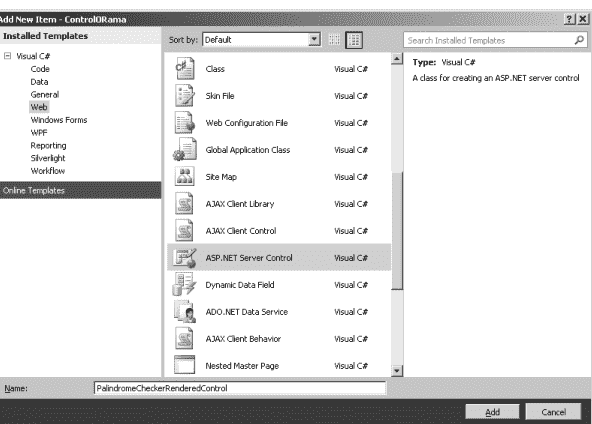 Add New Item - ControlORama
Installed Templates
Sort by: Default
Search Installed Templates
Visual C#
Code
Data
General
Web
Windows Forms
WPF
Reporting
Silverlight
Workflow
Online Templates
Class Visual C#
Skin File Visual C#
Web Configuration File Visual C#
Global Application Class Visual C#
Site Map Visual C#
AJAX Client Library Visual C#
AJAX Client Control Visual C#
ASP.NET Server Control Visual C#
Dynamic Data Field Visual C#
ADO.NET Data Service Visual C#
AJAX Client Behavior Visual C#
Nested Master Page Visual C#
Type: Visual C#
A class for creating an ASP.NET server control
Name: PalindromeCheckerRenderedControl
Add Cancel